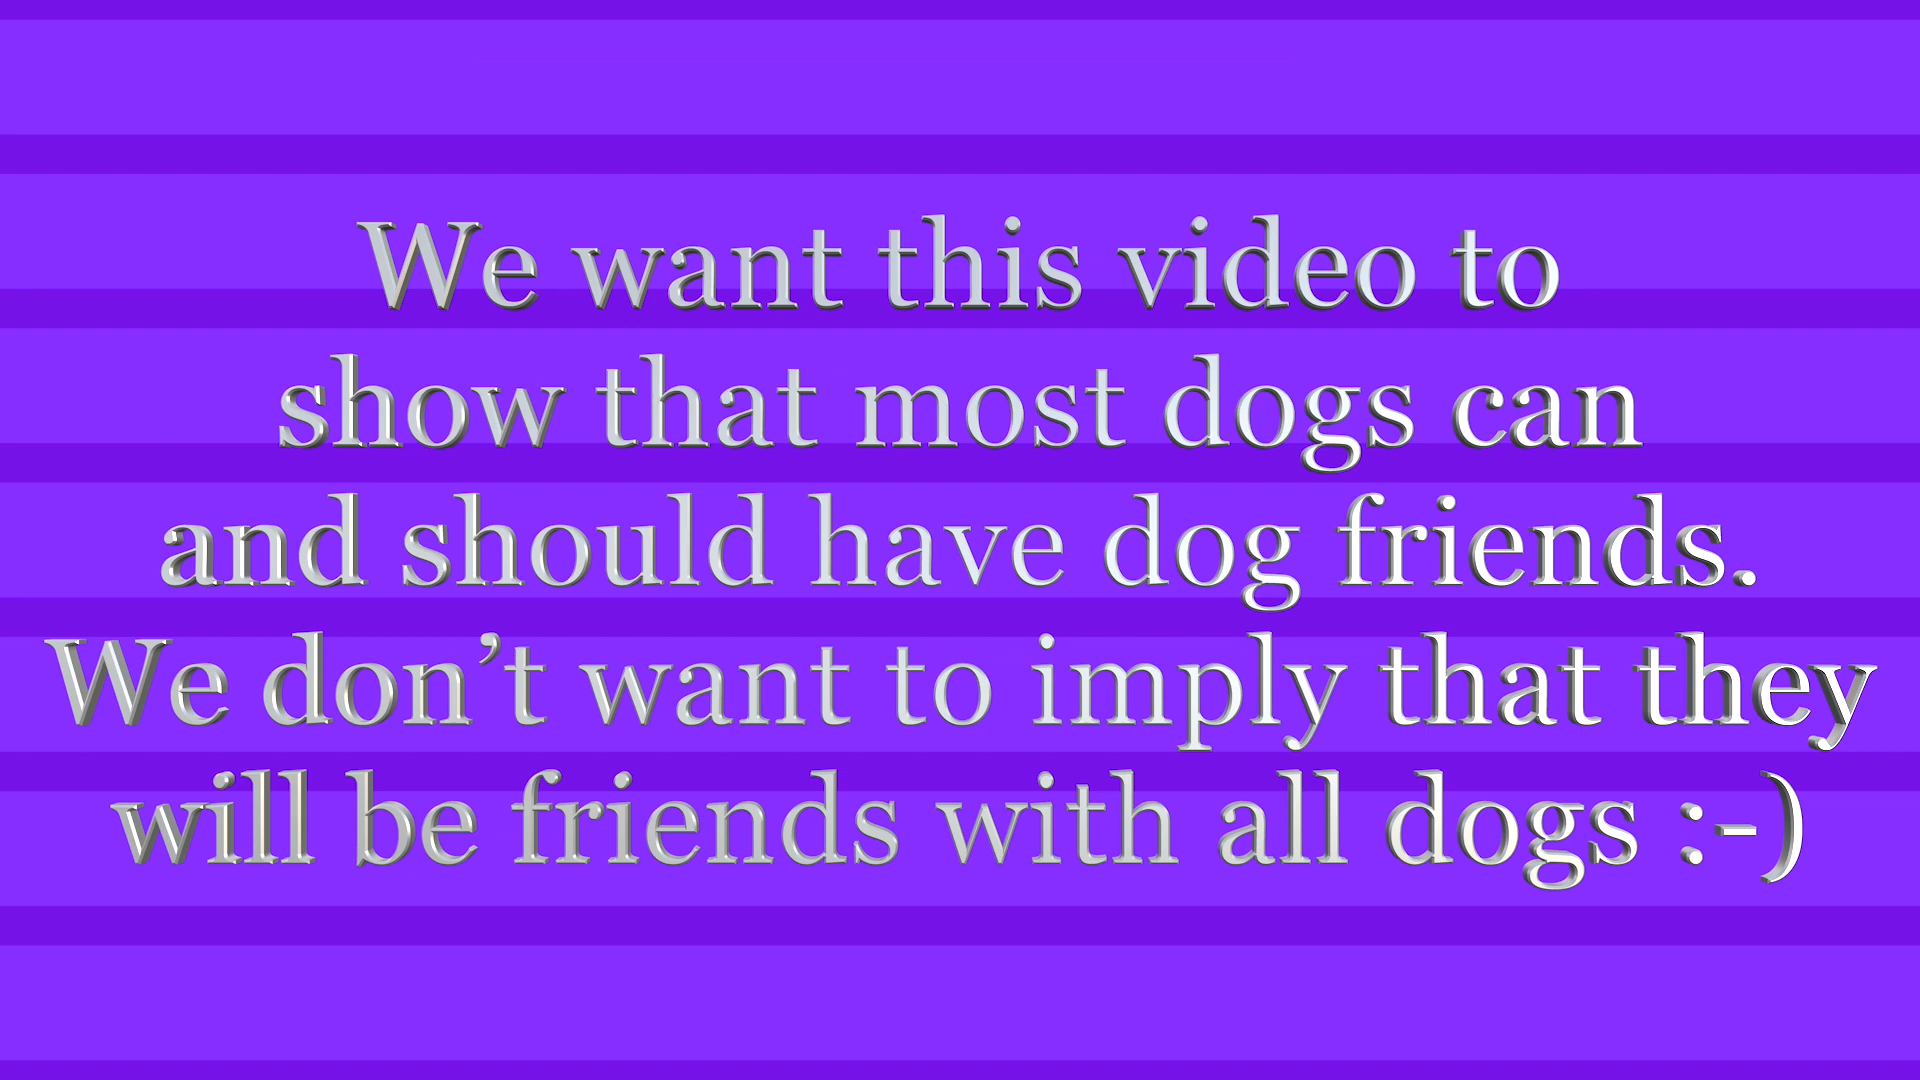 We want this video to
show that most dogs can
and should have dog friends.
We don’t want to imply that they
will be friends with all dogs :-)